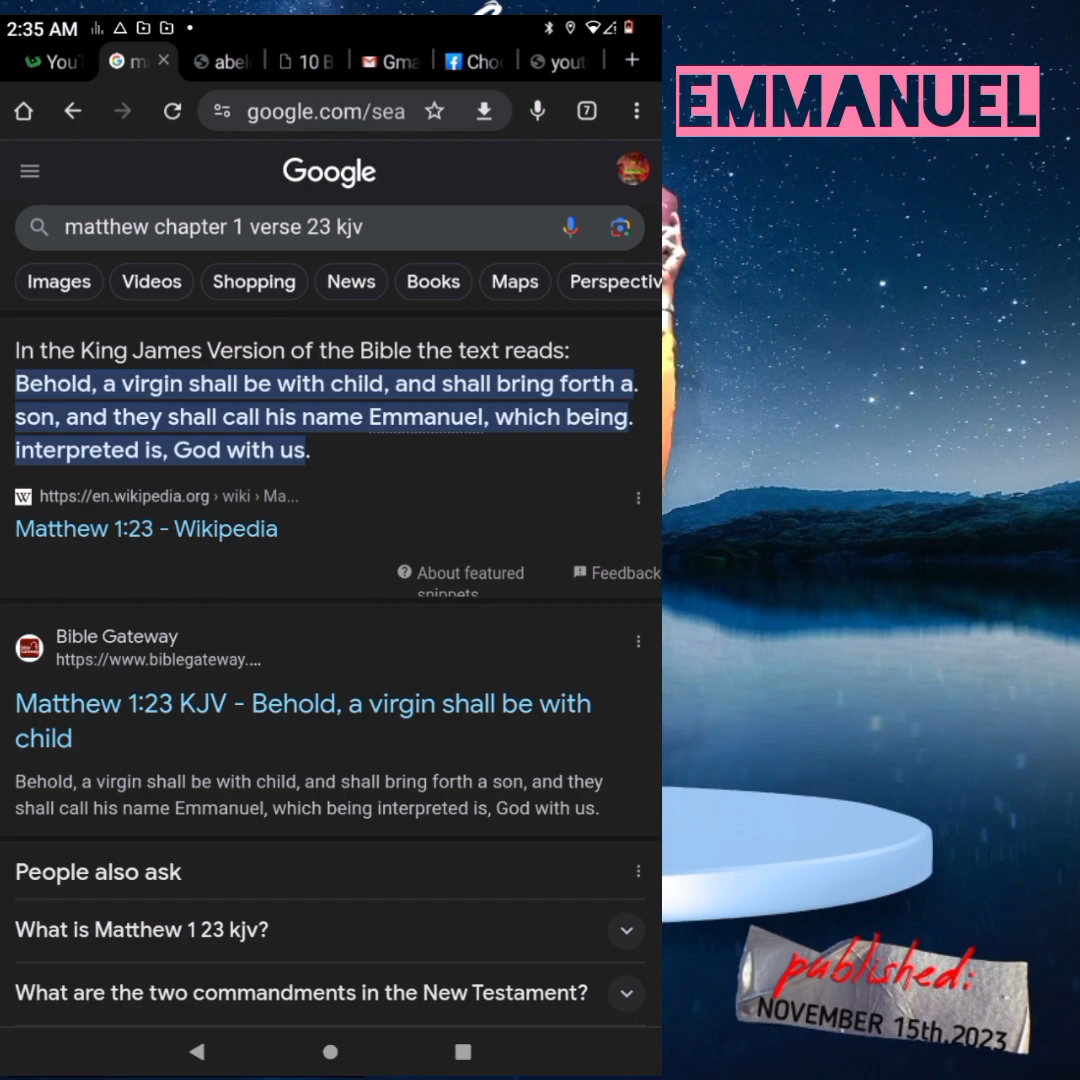 2:35 AM
You
m
abel
10 B
Gma
Cho
yout
google.com/sea
7
EMMANUEL
Google
matthew chapter 1 verse 23 kjv
Images Videos Shopping News Books Maps Perspectiv
In the King James Version of the Bible the text reads:
Behold, a virgin shall be with child, and shall bring forth a
son, and they shall call his name Emmanuel, which being
interpreted is, God with us.
W https://en.wikipedia.org › wiki › Ma...
Matthew 1:23 - Wikipedia
About featured
snippets
Feedback
Bible Gateway
https://www.biblegateway....
Matthew 1:23 KJV - Behold, a virgin shall be with
child
Behold, a virgin shall be with child, and shall bring forth a son, and they
shall call his name Emmanuel, which being interpreted is, God with us.
People also ask
What is Matthew 1 23 kjv?
What are the two commandments in the New Testament?
published:
NOVEMBER 15th,2023